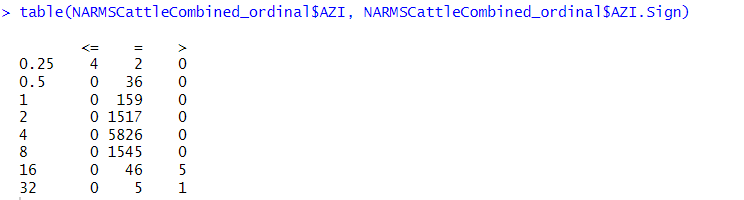 > table(NARMSCattleCombined_ordinal$AZI, NARMSCattleCombined_ordinal$AZI.Sign)
<= = >
0.25 4 2 0
0.5 0 36 0
1 0 159 0
2 0 1517 0
4 0 5826 0
8 0 1545 0
16 0 46 5
32 0 5 1